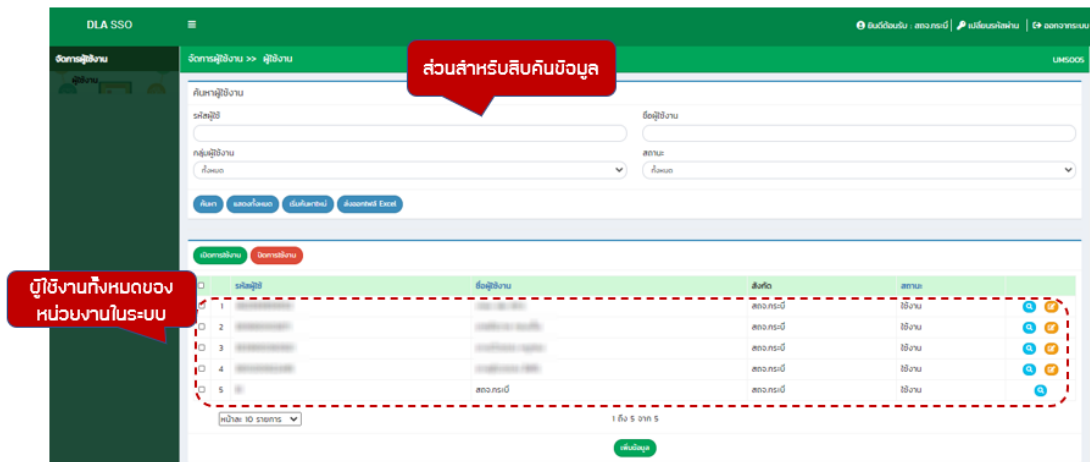 DLA SSO
ยินดีต้อนรับ : สถจ.กระบี่ | เปลี่ยนรหัสผ่าน | ออกจากระบบ
จัดการผู้ใช้งาน
จัดการผู้ใช้งาน >> ผู้ใช้งาน
UMS005
ผู้ใช้งาน
ส่วนสำหรับสืบค้นข้อมูล
ค้นหาผู้ใช้งาน
รหัสผู้ใช้
ชื่อผู้ใช้งาน
กลุ่มผู้ใช้งาน
สถานะ
ทั้งหมด
ทั้งหมด
ค้นหา
แสดงทั้งหมด
เริ่มค้นหาใหม่
ส่งออกไฟล์ Excel
เปิดการใช้งาน
ปิดการใช้งาน
ผู้ใช้งานทั้งหมดของ
หน่วยงานในระบบ
รหัสผู้ใช้ ชื่อผู้ใช้งาน สังกัด สถานะ
1 สถจ.กระบี่ ใช้งาน
2 สถจ.กระบี่ ใช้งาน
3 สถจ.กระบี่ ใช้งาน
4 สถจ.กระบี่ ใช้งาน
5 สถจ.กระบี่ สถจ.กระบี่ ใช้งาน
หน้าละ 10 รายการ
1 ถึง 5 จาก 5
เพิ่มข้อมูล